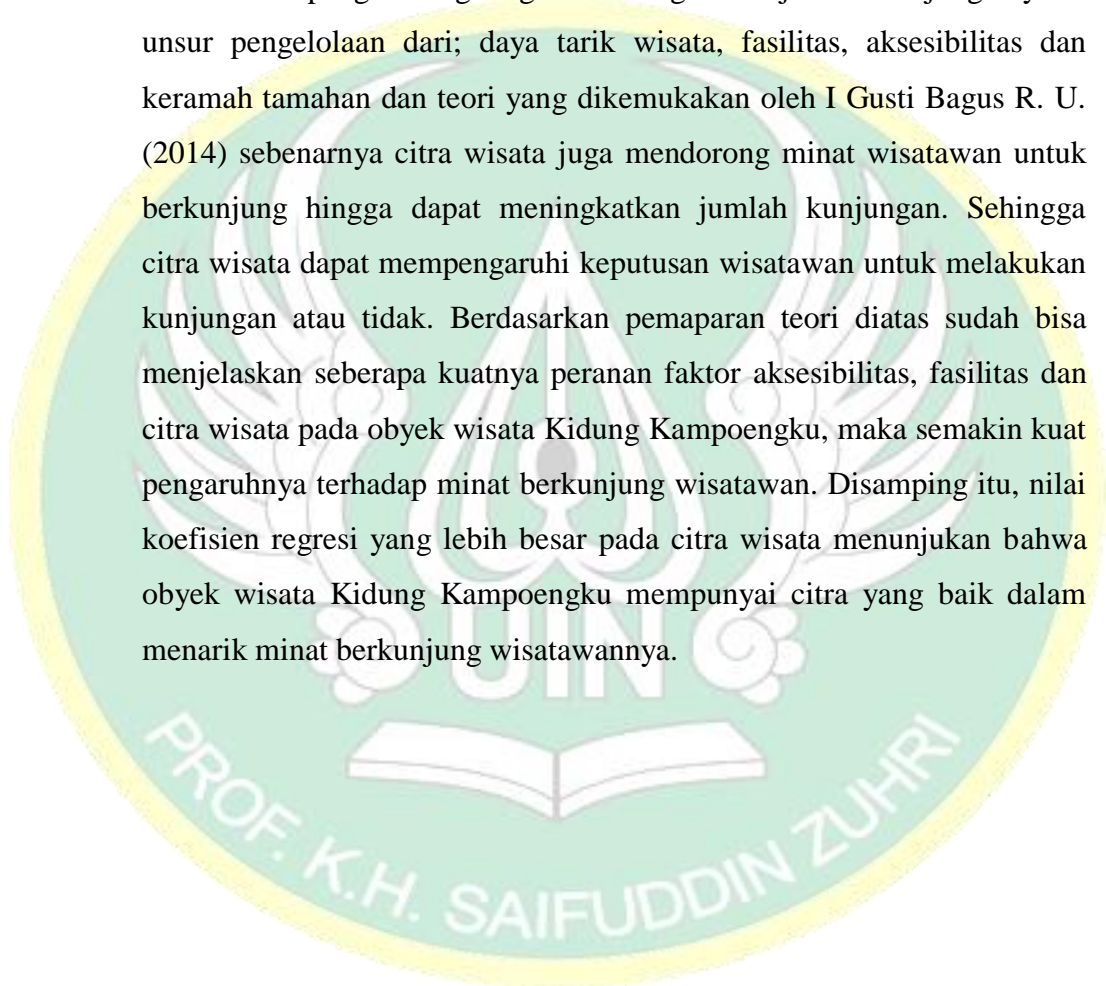 unsur pengelolaan dari; daya tarik wisata, fasilitas, aksesibilitas dan
keramah tamahan dan teori yang dikemukakan oleh I Gusti Bagus R. U.
(2014) sebenarnya citra wisata juga mendorong minat wisatawan untuk
berkunjung hingga dapat meningkatkan jumlah kunjungan. Sehingga
citra wisata dapat mempengaruhi keputusan wisatawan untuk melakukan
kunjungan atau tidak. Berdasarkan pemaparan teori diatas sudah bisa
menjelaskan seberapa kuatnya peranan faktor aksesibilitas, fasilitas dan
citra wisata pada obyek wisata Kidung Kampoengku, maka semakin kuat
pengaruhnya terhadap minat berkunjung wisatawan. Disamping itu, nilai
koefisien regresi yang lebih besar pada citra wisata menunjukan bahwa
obyek wisata Kidung Kampoengku mempunyai citra yang baik dalam
menarik minat berkunjung wisatawannya.
UIN
PROF. K.H. SAIFUDDIN ZUHRI